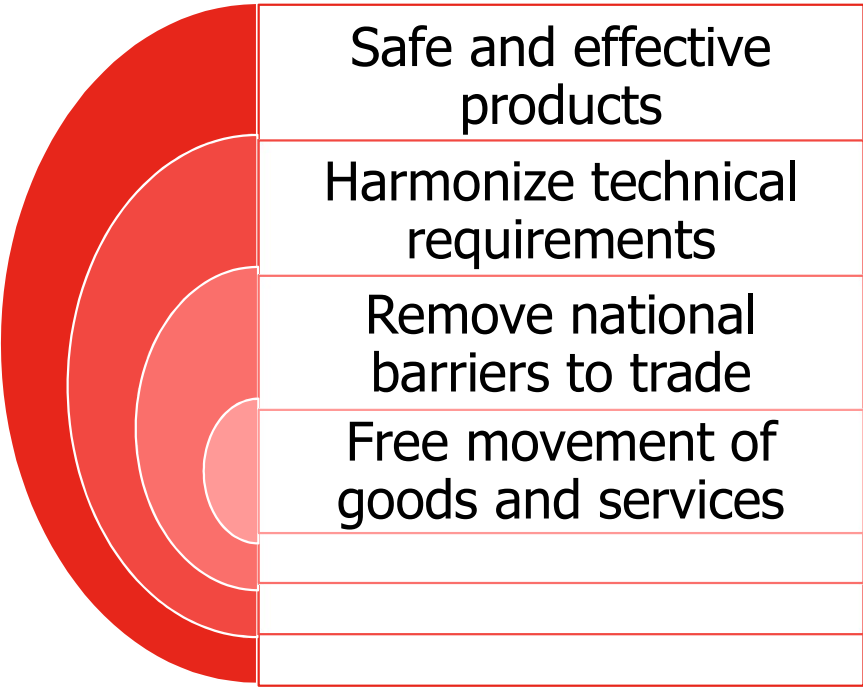 Safe and effective
products
Harmonize technical
requirements
Remove national
barriers to trade
Free movement of
goods and services